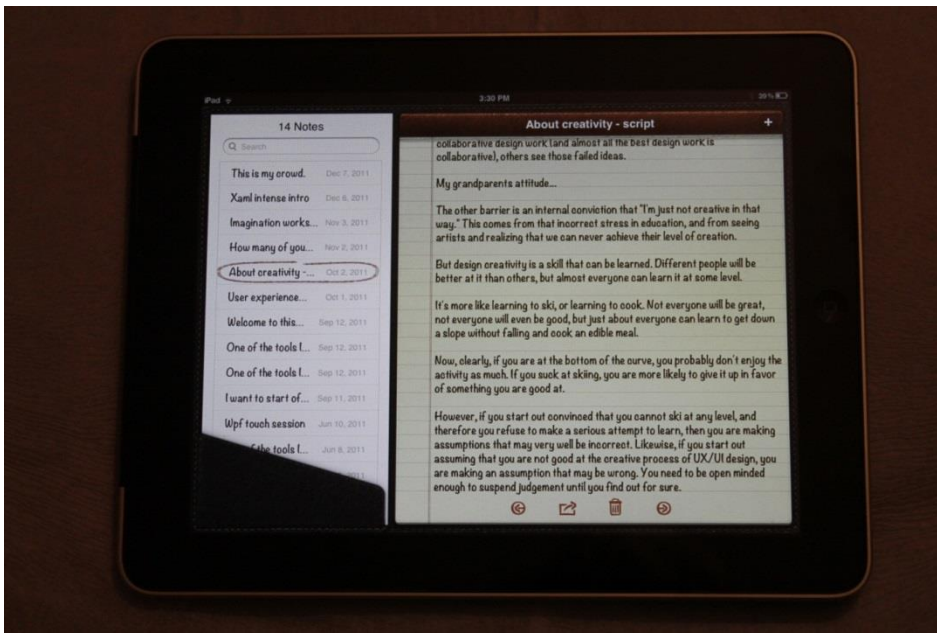 iPad
3:30 PM
20%
14 Notes
Search
This is my crowd. Dec 7, 2011
Xaml intense intro Dec 6, 2011
Imagination works... Nov 3, 2011
How many of you... Nov 2, 2011
About creativity -... Oct 2, 2011
User experience... Oct 1, 2011
Welcome to this... Sep 12, 2011
One of the tools I... Sep 12, 2011
One of the tools I... Sep 12, 2011
I want to start of... Sep 11, 2011
Wpf touch session Jun 10, 2011
the tools I... Jun 8, 2011
2011
About creativity - script
+
collaborative design work (and almost all the best design work is
collaborative), others see those failed ideas.
My grandparents attitude...
The other barrier is an internal conviction that "I'm just not creative in that
way." This comes from that incorrect stress in education, and from seeing
artists and realizing that we can never achieve their level of creation.
But design creativity is a skill that can be learned. Different people will be
better at it than others, but almost everyone can learn it at some level.
It's more like learning to ski, or learning to cook. Not everyone will be great,
not everyone will even be good, but just about everyone can learn to get down
a slope without falling and cook an edible meal.
Now, clearly, if you are at the bottom of the curve, you probably don't enjoy the
activity as much. If you suck at skiing, you are more likely to give it up in favor
of something you are good at.
However, if you start out convinced that you cannot ski at any level, and
therefore you refuse to make a serious attempt to learn, then you are making
assumptions that may very well be incorrect. Likewise, if you start out
assuming that you are not good at the creative process of UX/UI design, you
are making an assumption that may be wrong. You need to be open minded
enough to suspend judgement until you find out for sure.